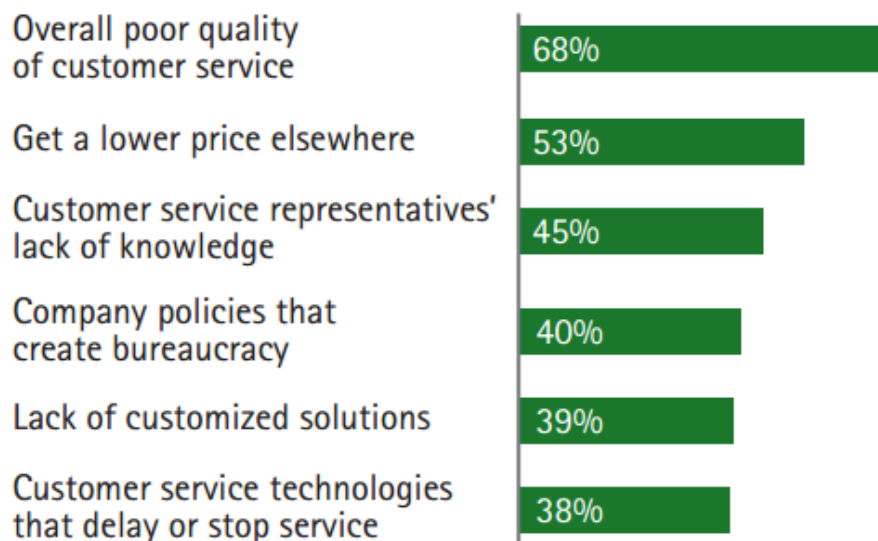 Overall poor quality
of customer service
68%
Get a lower price elsewhere
53%
Customer service representatives’
lack of knowledge
45%
Company policies that
create bureaucracy
40%
Lack of customized solutions
39%
Customer service technologies
that delay or stop service
38%